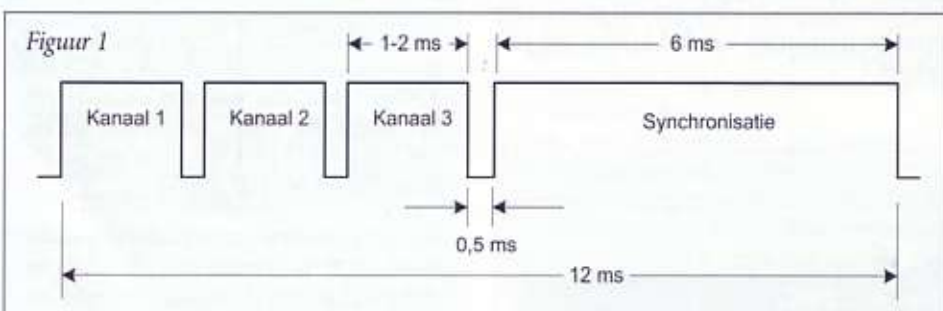 Figuur 1
1-2 ms
6 ms
Kanaal 1
Kanaal 2
Kanaal 3
Synchronisatie
0,5 ms
12 ms